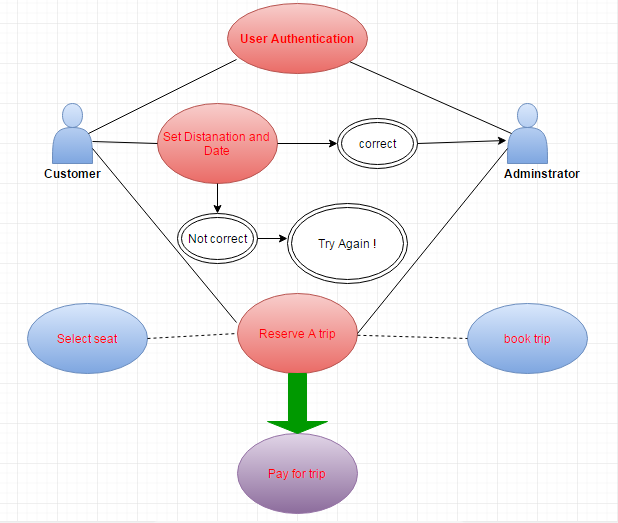 User Authentication
Set Distanation and
Date
correct
Customer
Adminstrator
Not correct
Try Again !
Select seat
Reserve A trip
book trip
Pay for trip